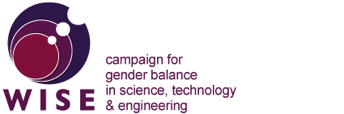 WISE
campaign for
gender balance
in science, technology
& engineering